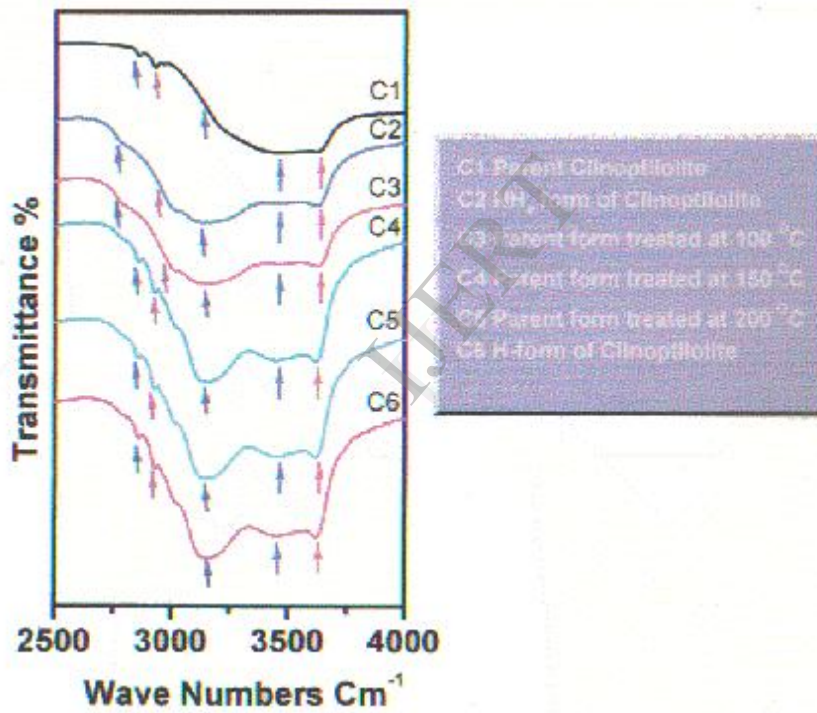 Transmittance %
C1
C2
C3
C4
C5
C6
2500 3000 3500 4000
Wave Numbers Cm⁻¹
C1 Parent Clinoptilolite
C2 NH₄ form of Clinoptilolite
C3 Parent form treated at 100 °C
C4 Parent form treated at 150 °C
C5 Parent form treated at 200 °C
C6 H-form of Clinoptilolite
IJERT